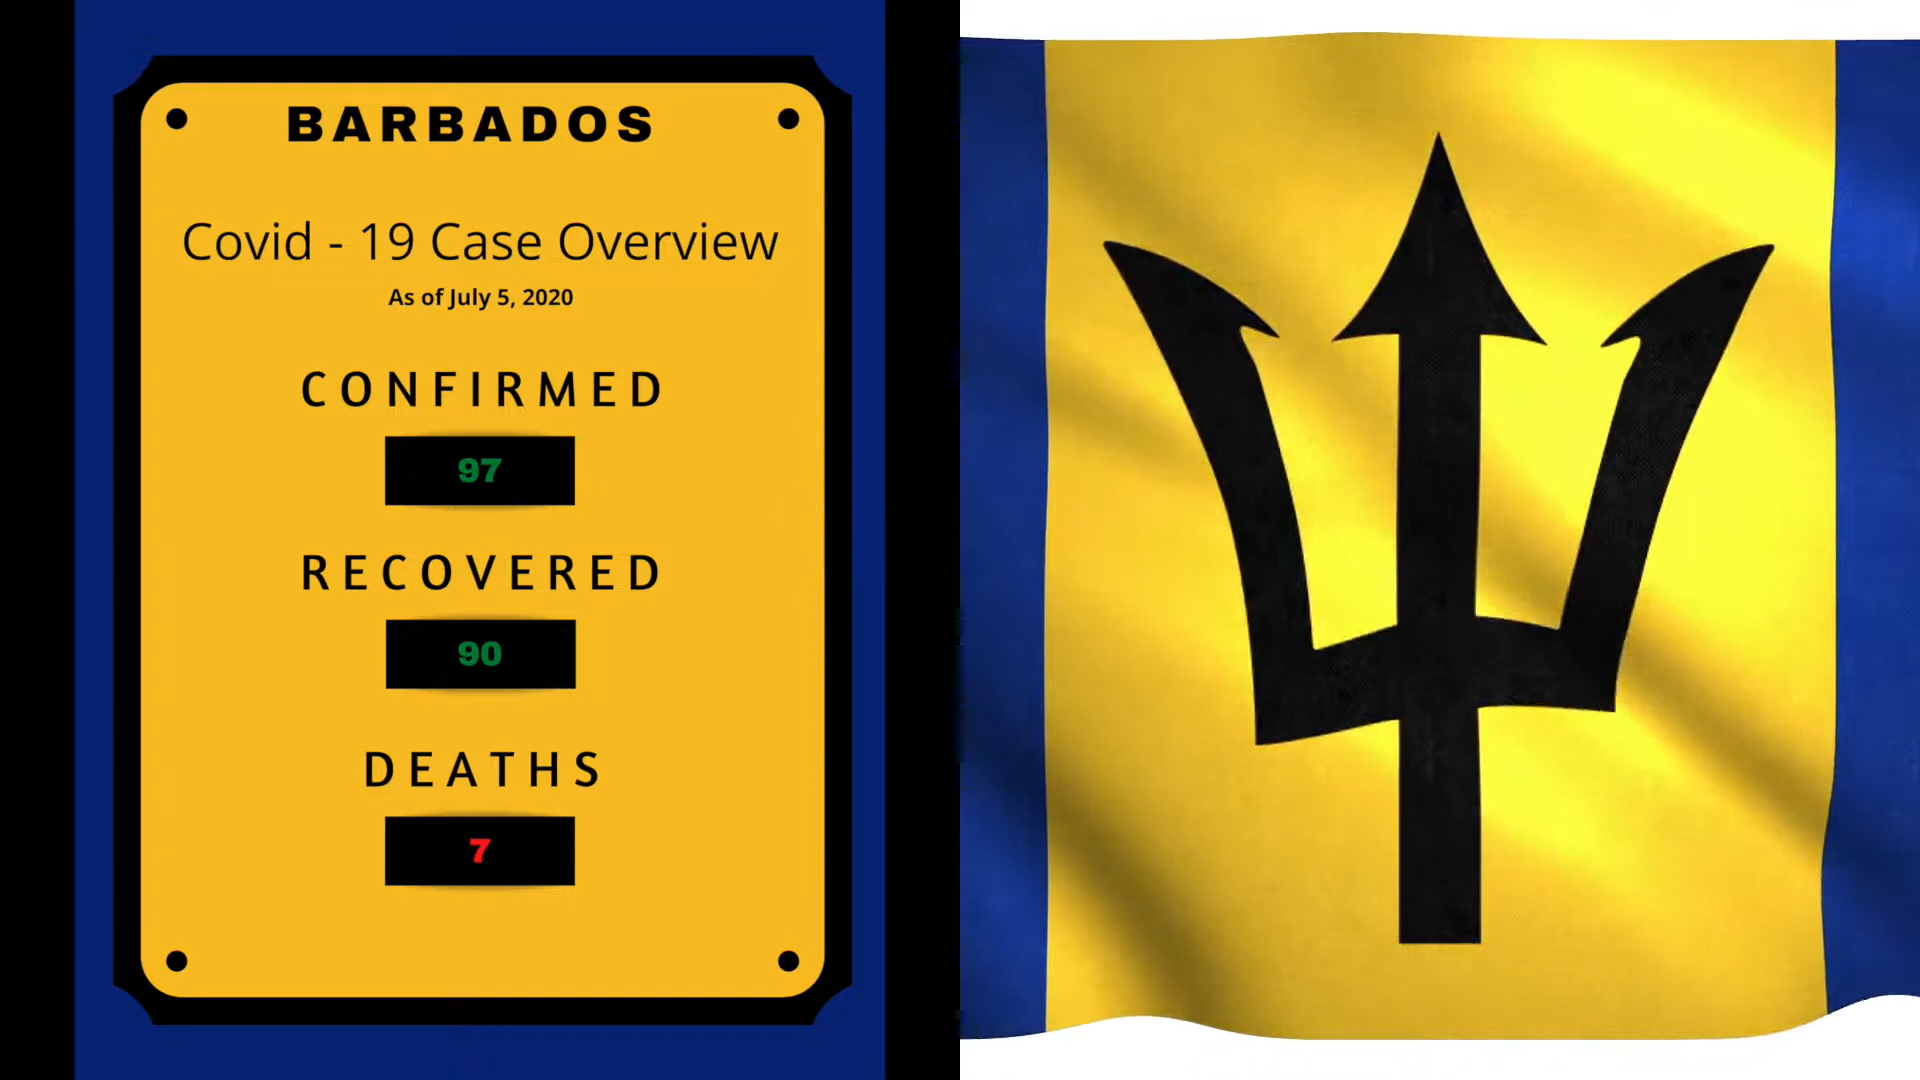 BARBADOS
Covid - 19 Case Overview
As of July 5, 2020
CONFIRMED
97
RECOVERED
90
DEATHS
7